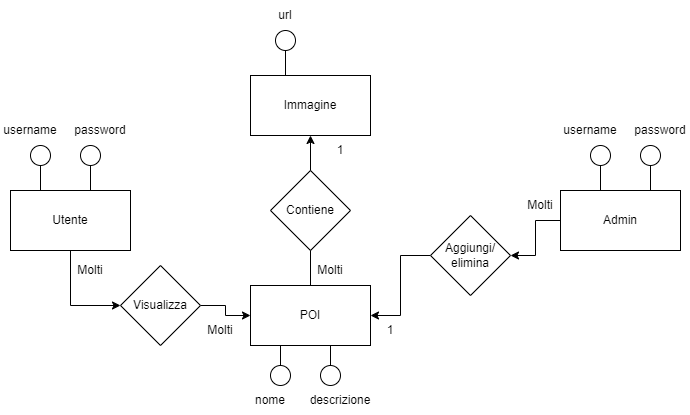 url
Immagine
1
username
password
username
password
Contiene
Molti
Utente
Admin
Aggiungi/
elimina
Molti
Molti
Visualizza
POI
Molti
1
nome
descrizione